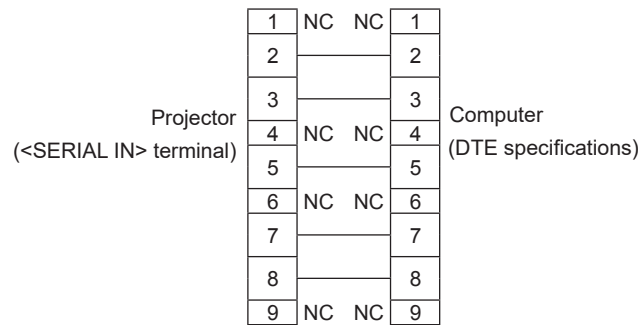 1 NC NC 1
2 2
3 3
Projector
(<SERIAL IN> terminal)
Computer
(DTE specifications)
4 NC NC 4
5 5
6 NC NC 6
7 7
8 8
9 NC NC 9